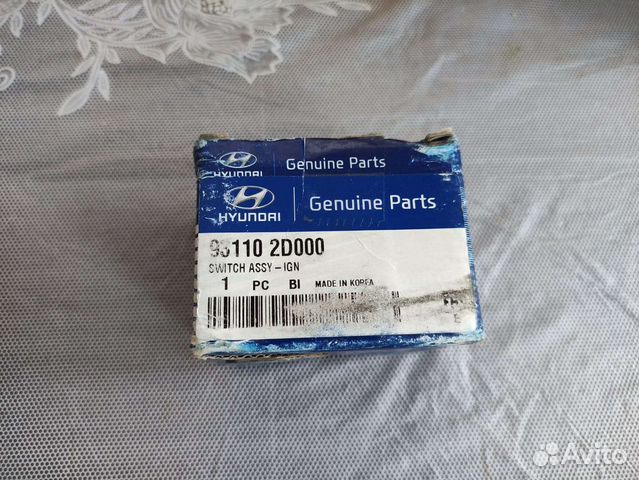 HYUNDAI Genuine Parts
HYUNDAI Genuine Parts
93110 2D000
SWITCH ASSY-IGN
1 PC BI MADE IN KOREA
Avito